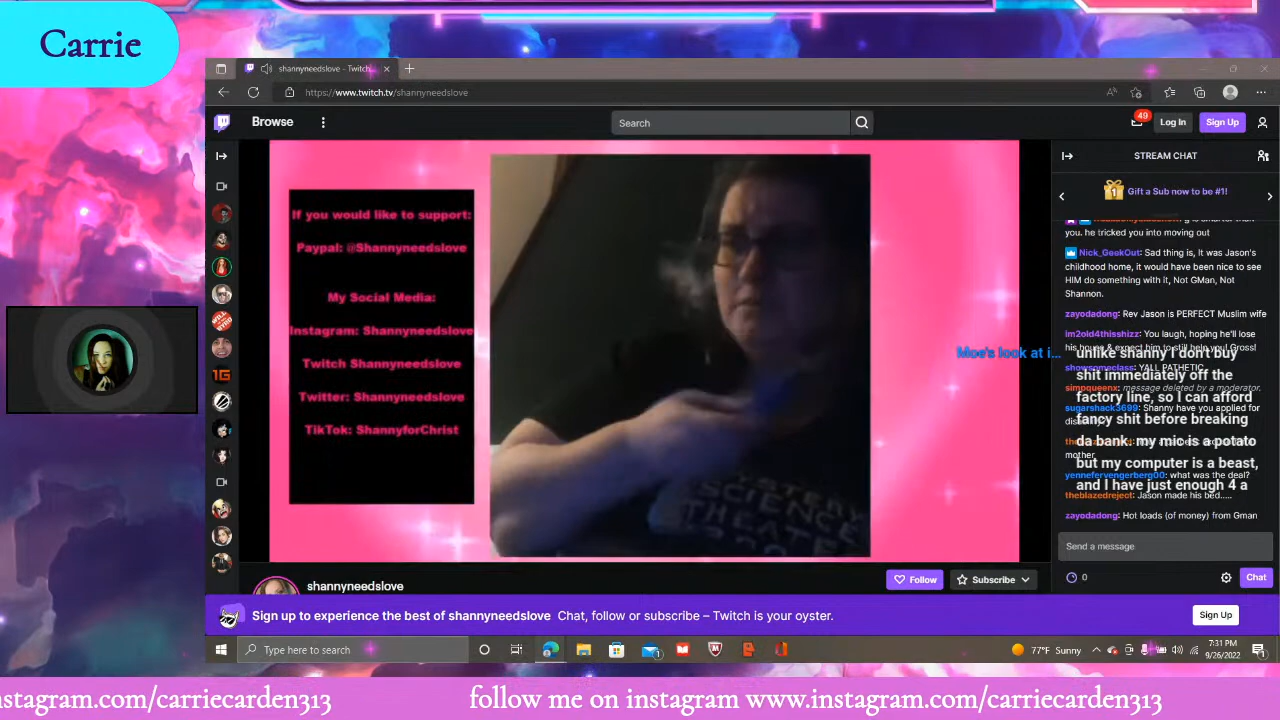 Carrie
shannyneedslove - Twitch
https://www.twitch.tv/shannyneedslove
Browse
Search
49
Log In
Sign Up
If you would like to support:
Paypal: @Shannyneedslove
My Social Media:
Instagram: Shannyneedslove
Twitch Shannyneedslove
Twitter: Shannyneedslove
TikTok: ShannyforChrist
STREAM CHAT
Gift a Sub now to be #1!
you. he tricked you into moving out
Nick_GeekOut: Sad thing is, It was Jason's
childhood home, it would have been nice to see
HIM do something with it, Not GMan, Not
Shannon.
zayodadong: Rev Jason is PERFECT Muslim wife
im2old4thisshizz: You laugh, hoping he'll lose
showsomeclass: YALL PATHETIC
simpqueenx: message deleted by a moderator.
sugarshack3699: Shanny have you applied for
mother
yennefervengerberg00: what was the deal?
theblazedreject: Jason made his bed.....
zayodadong: Hot loads (of money) from Gman
Moe's look at i...
unlike shanny I don't buy
shit immediately off the
factory line, so I can afford
fancy shit before breaking
da bank. my car is a potato
but my computer is a beast,
and I have just enough 4 a
Send a message
0
Chat
MYSTERY
SCIENCE
THEATER
shannyneedslove
Follow
Subscribe
Sign up to experience the best of shannyneedslove Chat, follow or subscribe – Twitch is your oyster.
Sign Up
Type here to search
77°F Sunny
7:31 PM
9/26/2022
nstagram.com/carriecarden313 follow me on instagram www.instagram.com/carriecarden313